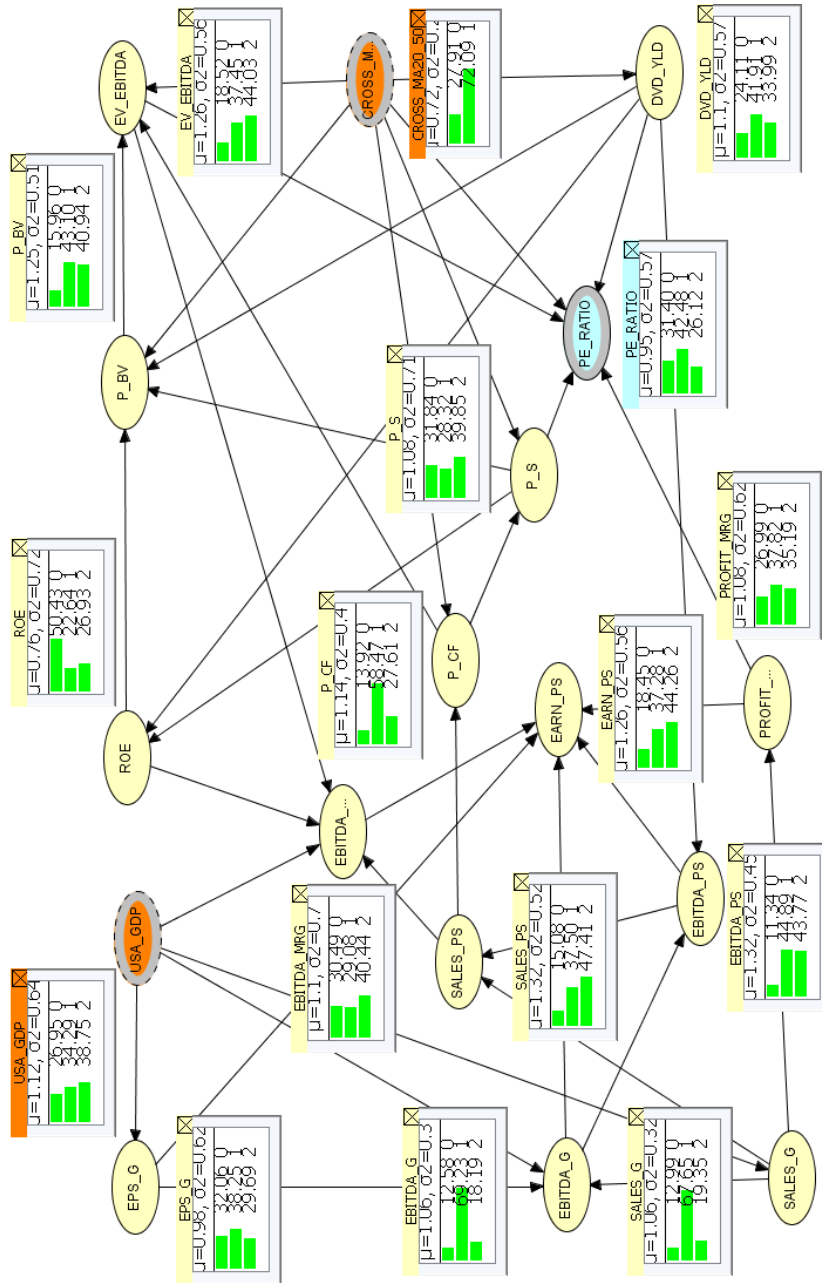 USA_GDP
μ=1.12, σ2=0.64
26.95 0
34.29 1
38.75 2
ROE
μ=0.76, σ2=0.72
50.43 0
22.64 1
26.93 2
P_BV
μ=1.25, σ2=0.51
15.96 0
43.10 1
40.94 2
EPS_G
USA_GDP
ROE
P_BV
EV_EBITDA
EPS_G
μ=0.98, σ2=0.62
32.06 0
38.25 1
29.69 2
EV_EBITDA
μ=1.26, σ2=0.56
18.52 0
37.45 1
44.03 2
EBITDA_MRG
μ=1.1, σ2=0.7
30.49 0
29.08 1
40.44 2
EBITDA_...
P_CF
μ=1.14, σ2=0.4
13.92 0
58.47 1
27.61 2
CROSS_M...
EBITDA_G
μ=1.06, σ2=0.3
12.58 0
69.23 1
18.19 2
P_S
μ=1.08, σ2=0.71
31.84 0
28.32 1
39.85 2
CROSS_MA20_50
μ=0.72, σ2=0.2
27.91 0
72.09 1
SALES_PS
P_CF
SALES_PS
μ=1.32, σ2=0.52
15.08 0
37.50 1
47.41 2
P_S
EBITDA_G
EARN_PS
PE_RATIO
SALES_G
μ=1.06, σ2=0.32
12.99 0
67.65 1
19.35 2
EARN_PS
μ=1.26, σ2=0.56
18.45 0
37.28 1
44.26 2
PE_RATIO
μ=0.95, σ2=0.57
31.40 0
42.48 1
26.12 2
DVD_YLD
EBITDA_PS
EBITDA_PS
μ=1.32, σ2=0.45
11.34 0
44.89 1
43.77 2
PROFIT_MRG
μ=1.08, σ2=0.62
26.99 0
37.82 1
35.19 2
DVD_YLD
μ=1.1, σ2=0.57
24.11 0
41.91 1
33.99 2
SALES_G
PROFIT_...